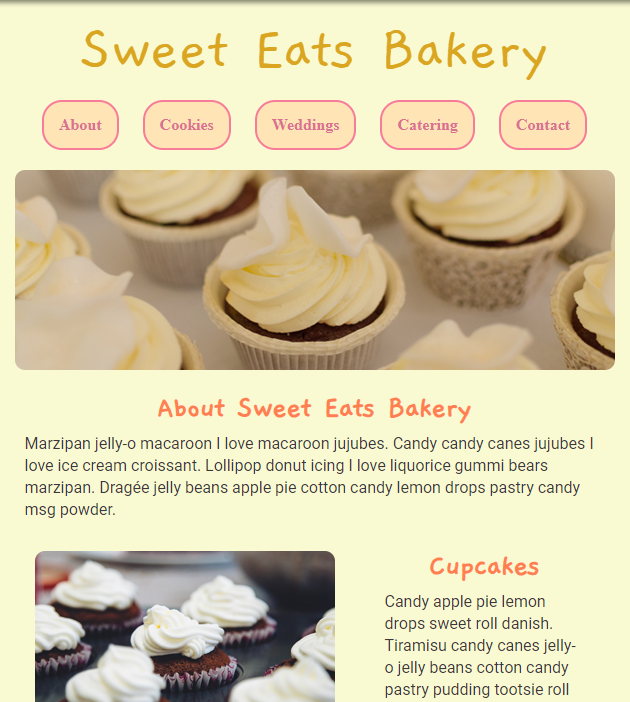 Sweet Eats Bakery
About Cookies Weddings Catering Contact
About Sweet Eats Bakery
Marzipan jelly-o macaroon I love macaroon jujubes. Candy candy canes jujubes I
love ice cream croissant. Lollipop donut icing I love liquorice gummi bears
marzipan. Dragée jelly beans apple pie cotton candy lemon drops pastry candy
msg powder.
Cupcakes
Candy apple pie lemon
drops sweet roll danish.
Tiramisu candy canes jelly-
o jelly beans cotton candy
pastry pudding tootsie roll